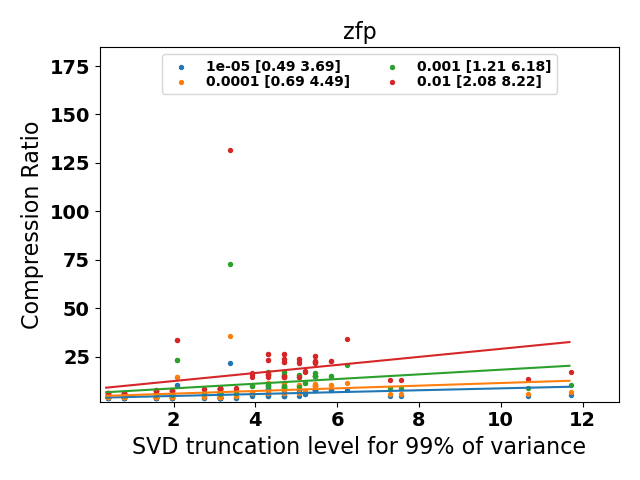 zfp
1e-05 [0.49 3.69]
0.0001 [0.69 4.49]
0.001 [1.21 6.18]
0.01 [2.08 8.22]
Compression Ratio
175
150
125
100
75
50
25
2 4 6 8 10 12
SVD truncation level for 99% of variance